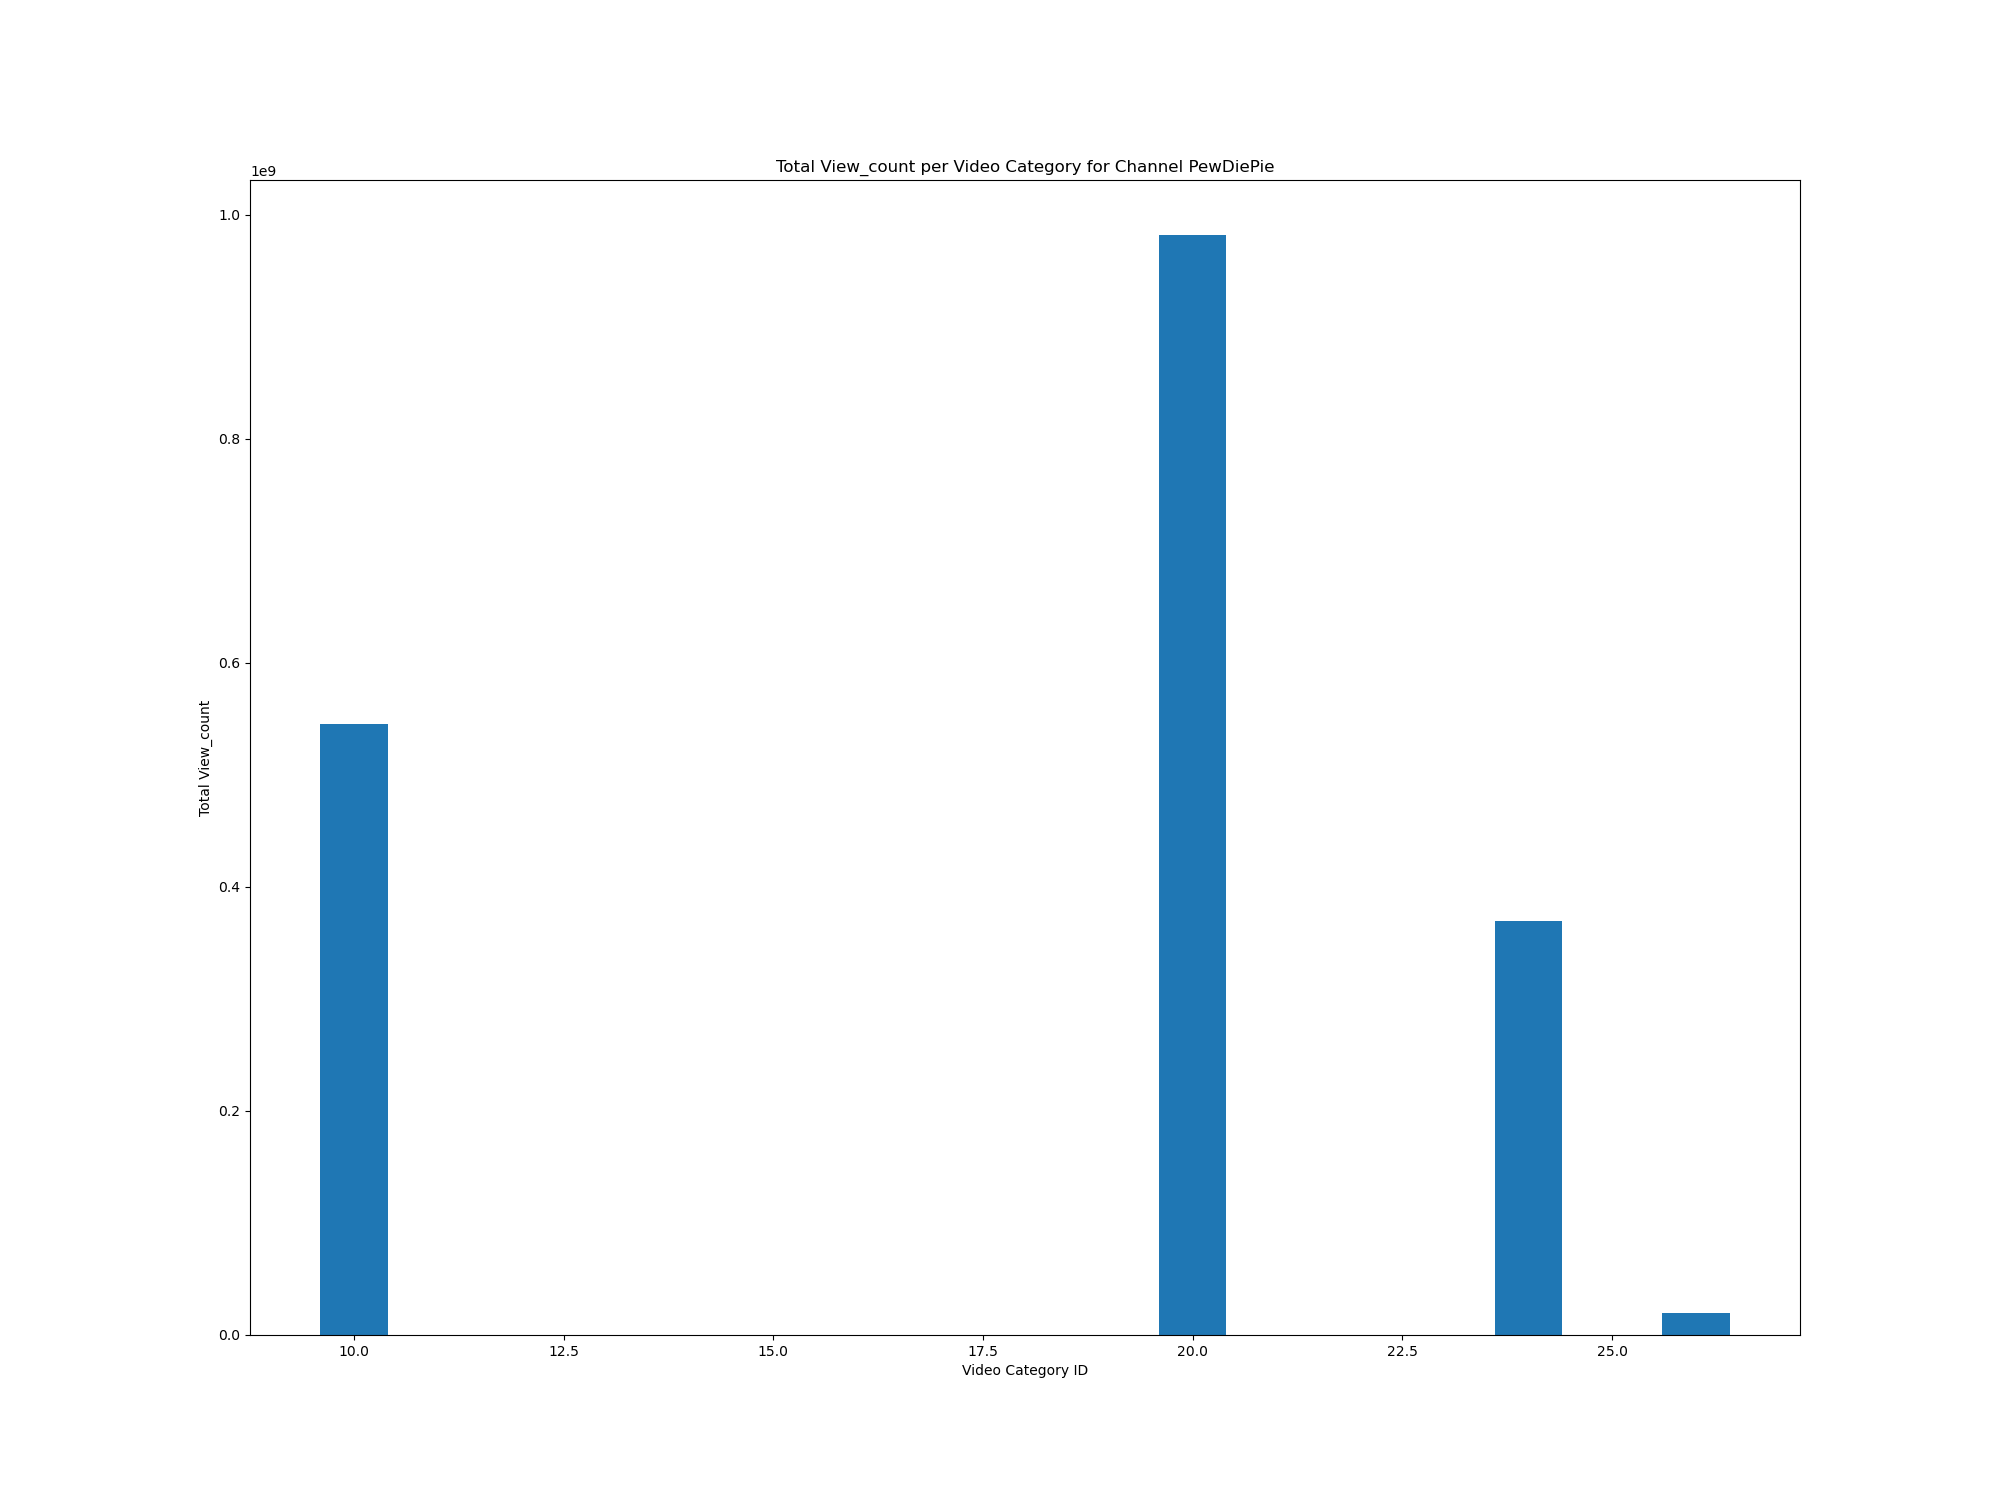 Total View_count per Video Category for Channel PewDiePie
1e9
1.0
0.8
0.6
0.4
0.2
0.0
Total View_count
10.0 12.5 15.0 17.5 20.0 22.5 25.0
Video Category ID